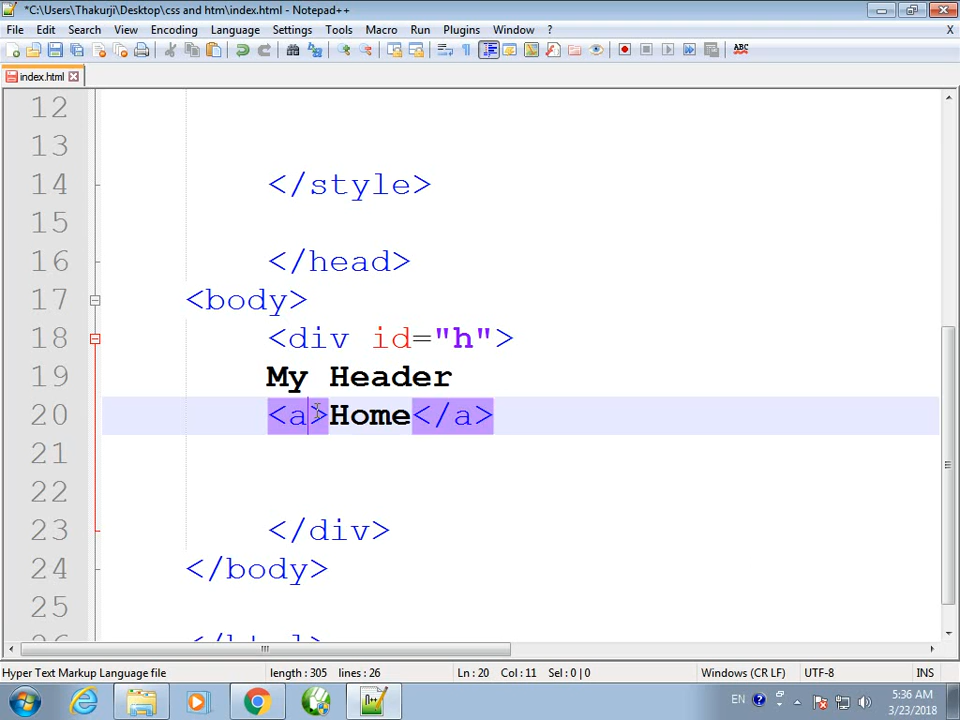 *C:\Users\Thakurji\Desktop\css and htm\index.html - Notepad++
File Edit Search View Encoding Language Settings Tools Macro Run Plugins Window ? X
ABC
index.html
12
13
14 </style>
15
16 </head>
17 <body>
18 <div id="h">
19 My Header
20 <a>Home</a>
21
22
23 </div>
24 </body>
25
26 </html>
Hyper Text Markup Language file length : 305 lines : 26 Ln : 20 Col : 11 Sel : 0 | 0 Windows (CR LF) UTF-8 INS
EN ? 5:36 AM
3/23/2018